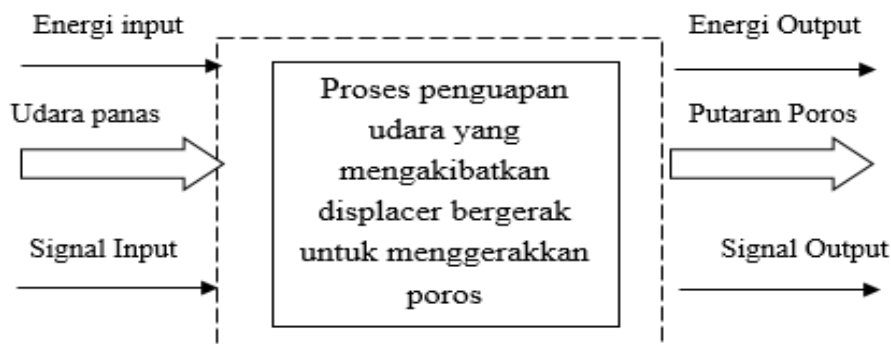 Energi input
Udara panas
Signal Input
Proses penguapan
udara yang
mengakibatkan
displacer bergerak
untuk menggerakkan
poros
Energi Output
Putaran Poros
Signal Output